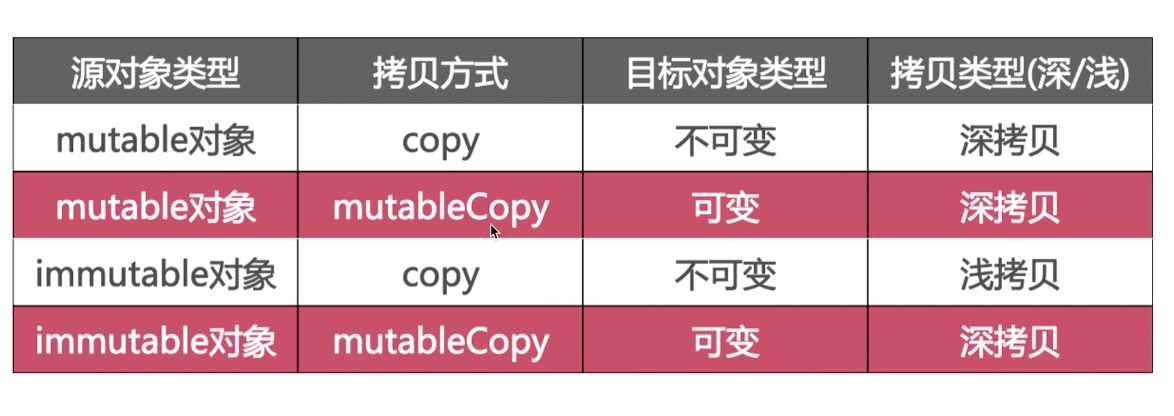 源对象类型 拷贝方式 目标对象类型 拷贝类型(深/浅)
mutable对象 copy 不可变 深拷贝
mutable对象 mutableCopy 可变 深拷贝
immutable对象 copy 不可变 浅拷贝
immutable对象 mutableCopy 可变 深拷贝